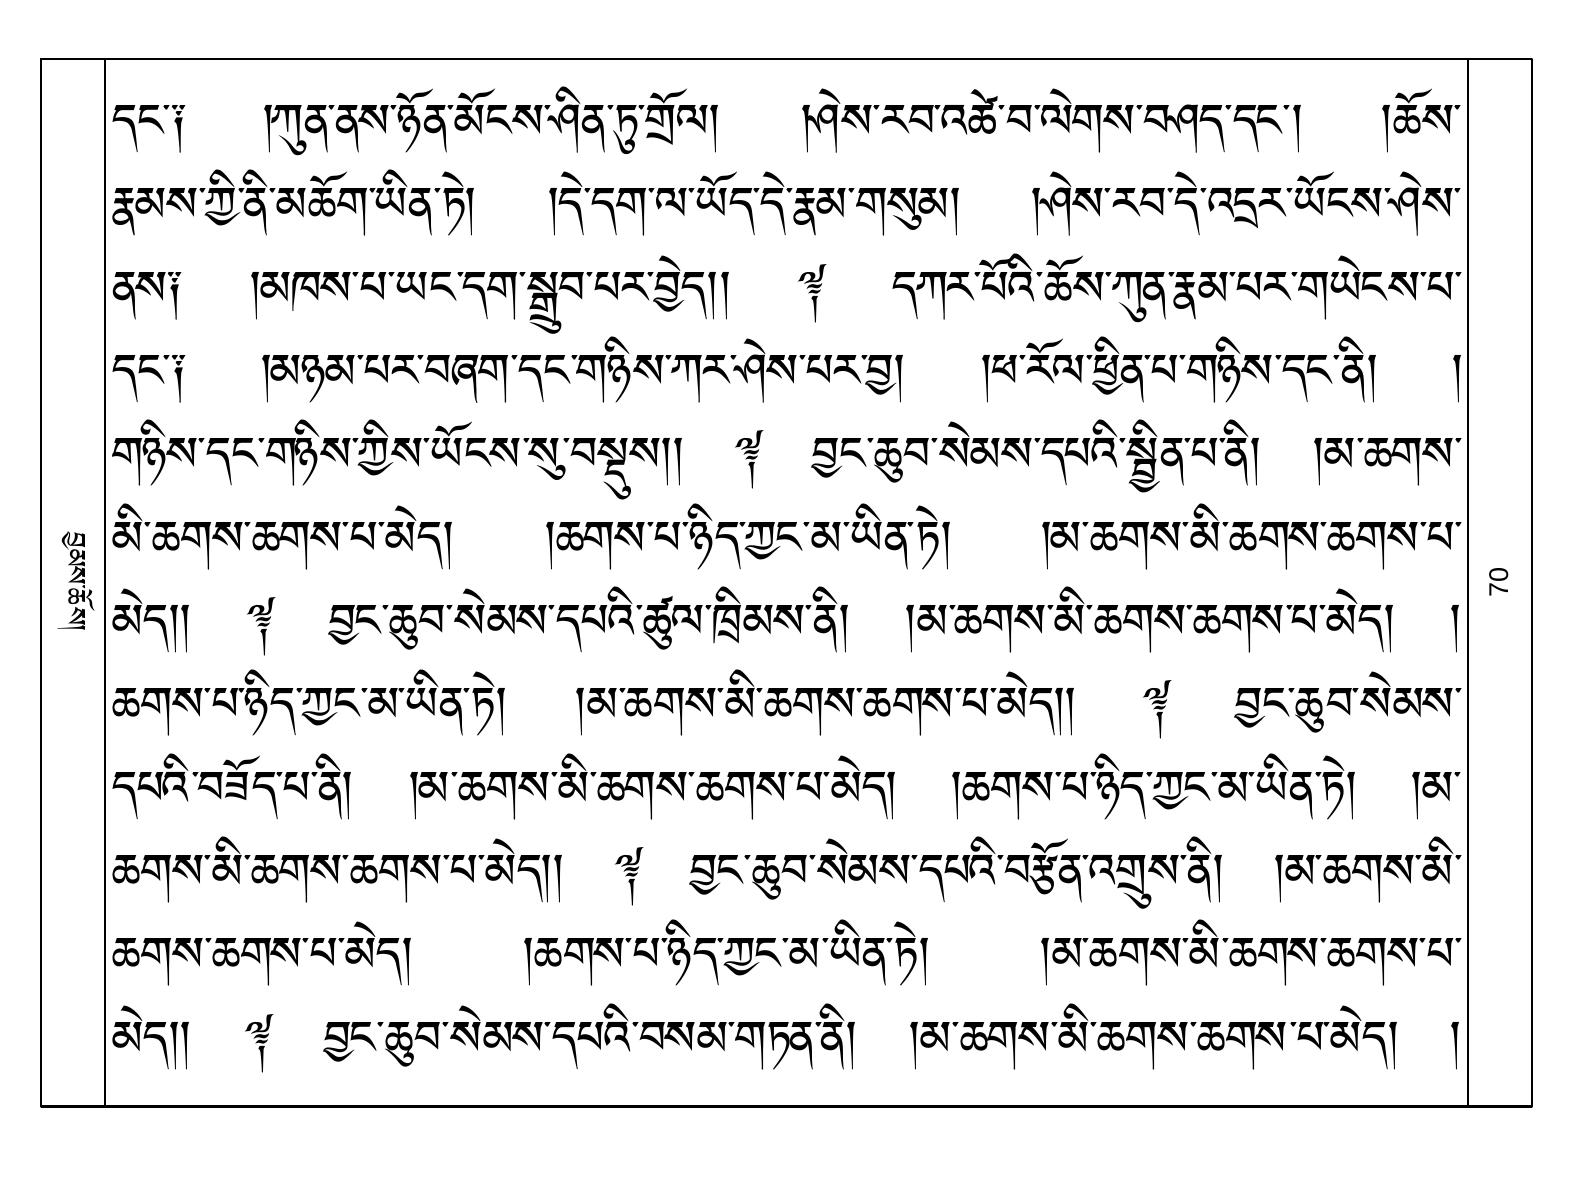 དང་༑ །ཀུན་ནས་ཉོན་མོངས་ཤིན་ཏུ་གྲོལ། །ཤེས་རབ་འཚེ་བ་ལེགས་བཤད་དང་། །ཆོས་
རྣམས་ཀྱི་ནི་མཆོག་ཡིན་ཏེ། །དེ་དག་ལ་ཡོད་དེ་རྣམ་གསུམ། །ཤེས་རབ་དེ་འདྲར་ཡོངས་ཤེས་
ནས༑ །མཁས་པ་ཡང་དག་སྒྲུབ་པར་བྱེད།། ༈ དཀར་པོའི་ཆོས་ཀུན་རྣམ་པར་གཡེངས་པ་
དང་༑ །མཉམ་པར་བཞག་དང་གཉིས་ཀར་ཤེས་པར་བྱ། །ཕ་རོལ་ཕྱིན་པ་གཉིས་དང་ནི། །
གཉིས་དང་གཉིས་ཀྱིས་ཡོངས་སུ་བསྡུས།། ༈ བྱང་ཆུབ་སེམས་དཔའི་སྦྱིན་པ་ནི། །མ་ཆགས་
མི་ཆགས་ཆགས་པ་མེད། །ཆགས་པ་ཉིད་ཀྱང་མ་ཡིན་ཏེ། །མ་ཆགས་མི་ཆགས་ཆགས་པ་
མེད།། ༈ བྱང་ཆུབ་སེམས་དཔའི་ཚུལ་ཁྲིམས་ནི། །མ་ཆགས་མི་ཆགས་ཆགས་པ་མེད། །
ཆགས་པ་ཉིད་ཀྱང་མ་ཡིན་ཏེ། །མ་ཆགས་མི་ཆགས་ཆགས་པ་མེད།། ༈ བྱང་ཆུབ་སེམས་
དཔའི་བཟོད་པ་ནི། །མ་ཆགས་མི་ཆགས་ཆགས་པ་མེད། །ཆགས་པ་ཉིད་ཀྱང་མ་ཡིན་ཏེ། །མ་
ཆགས་མི་ཆགས་ཆགས་པ་མེད།། ༈ བྱང་ཆུབ་སེམས་དཔའི་བརྩོན་འགྲུས་ནི། །མ་ཆགས་མི་
ཆགས་ཆགས་པ་མེད། །ཆགས་པ་ཉིད་ཀྱང་མ་ཡིན་ཏེ། །མ་ཆགས་མི་ཆགས་ཆགས་པ་
མེད།། ༈ བྱང་ཆུབ་སེམས་དཔའི་བསམ་གཏན་ནི། །མ་ཆགས་མི་ཆགས་ཆགས་པ་མེད། །
བྱམས་ཆོས།
70